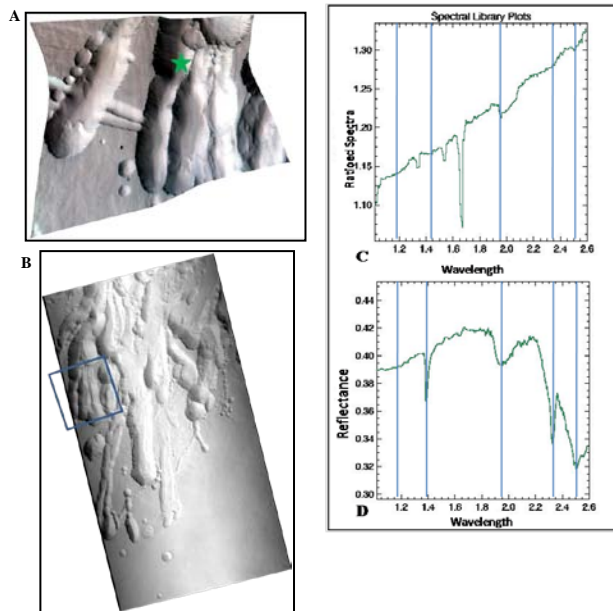 A
B
Spectral Library Plots
Ratioed Spectra
1.30
1.25
1.20
1.15
1.10
1.2 1.4 1.6 1.8 2.0 2.2 2.4 2.6
C
Wavelength
Reflectance
0.44
0.42
0.40
0.38
0.36
0.34
0.32
0.30
1.2 1.4 1.6 1.8 2.0 2.2 2.4 2.6
D
Wavelength